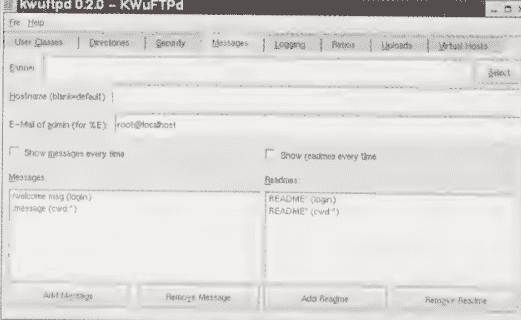 kwuftpd 0.2.0 – KWuFTPd
File Help
User Classes Directories Security Messages Logging Ratios Uploads Virtual Hosts
Banner Select
Hostname (blank=default)
E-Mail of admin (for %E): root@localhost
Show messages every time Show readmes every time
Messages: Readmes:
/welcome.msg (login) README* (login)
.message (cwd *) README* (cwd *)
Add Message Remove Message Add Readme Remove Readme